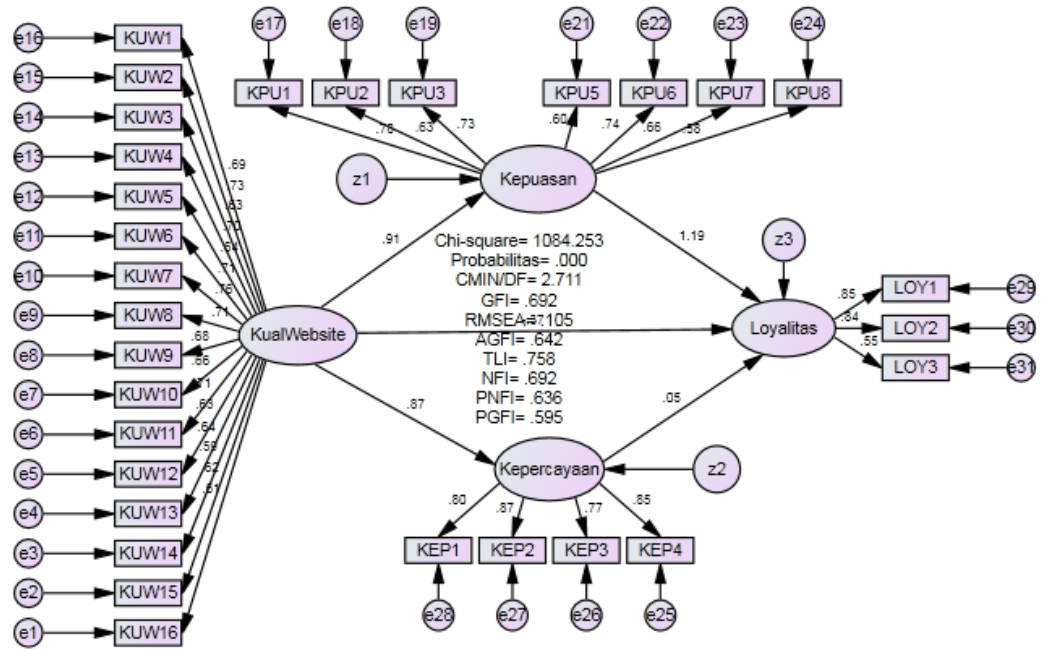 e17 e18 e19 e21 e22 e23 e24
KPU1 KPU2 KPU3 KPU5 KPU6 KPU7 KPU8
.76 .63 .73 .60 .74 .66 .58
e16 KUW1
e15 KUW2
e14 KUW3
e13 KUW4
e12 KUW5
e11 KUW6
e10 KUW7
e9 KUW8
e8 KUW9
e7 KUW10
e6 KUW11
e5 KUW12
e4 KUW13
e3 KUW14
e2 KUW15
e1 KUW16
.69
.73
.63
.70
.64
.71
.76
.71
.68
.66
.71
.63
.64
.59
.62
.61
z1 Kepuasan
.91 1.19
z3
KualWebsite
Chi-square= 1084.253
Probabilitas= .000
CMIN/DF= 2.711
GFI= .692
RMSEA= .105
AGFI= .642
TLI= .758
NFI= .692
PNFI= .636
PGFI= .595
Loyalitas
.85 LOY1 e29
.84 LOY2 e30
.55 LOY3 e31
.87 .05
Kepercayaan z2
.80 .87 .77 .85
KEP1 KEP2 KEP3 KEP4
e28 e27 e26 e25